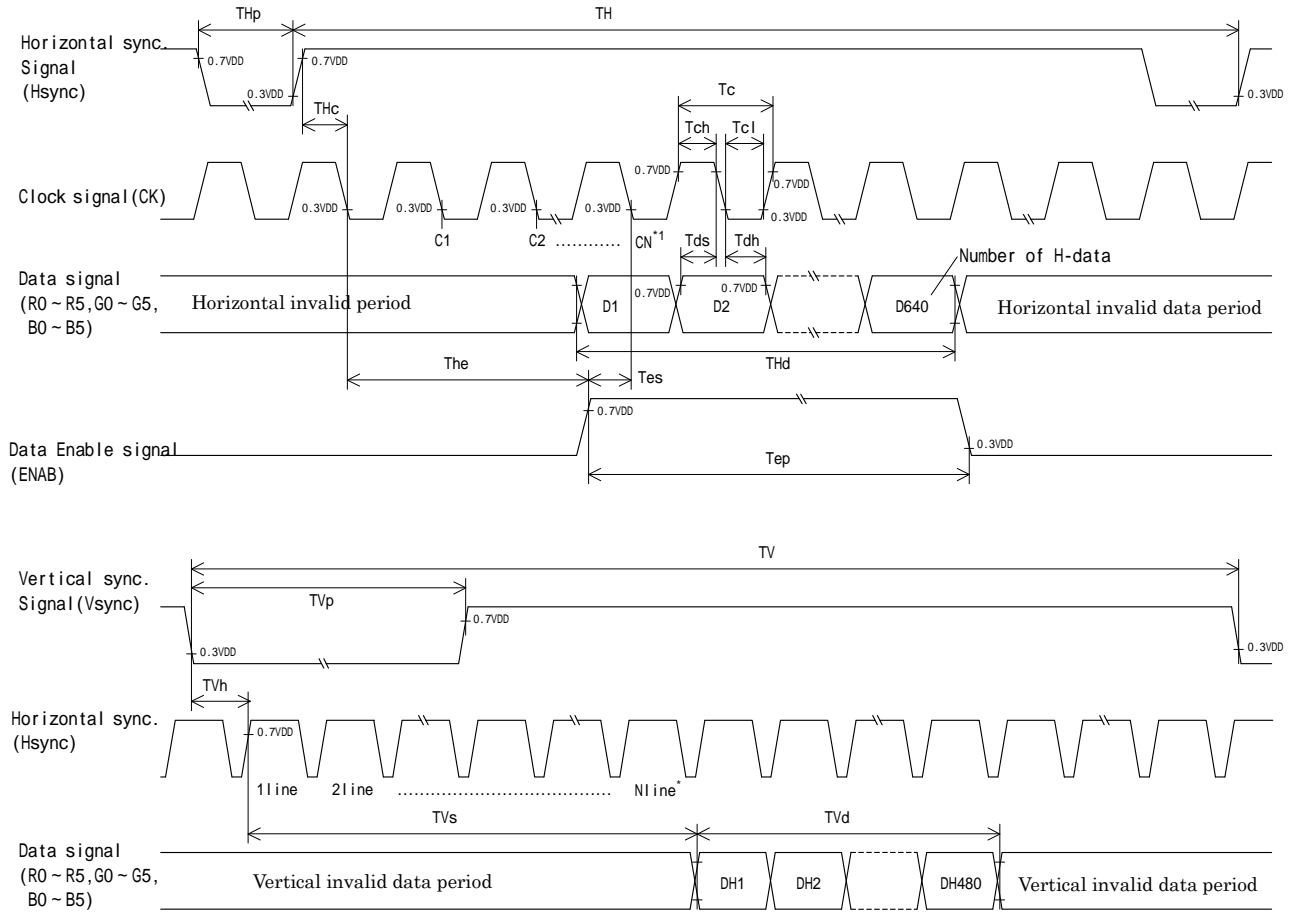 THp
TH
Horizontal sync.
Signal
(Hsync)
0.7VDD
0.7VDD
0.3VDD
0.3VDD
THc
Tc
Tch
Tcl
Clock signal(CK)
0.7VDD
0.7VDD
0.3VDD
0.3VDD
0.3VDD
0.3VDD
0.3VDD
C1
C2 ............ CN*1
Tds
Tdh
Number of H-data
Data signal
(R0~R5,G0~G5,
B0~B5)
Horizontal invalid period
D1
0.7VDD
D2
0.7VDD
D640
Horizontal invalid data period
THd
The
Tes
0.7VDD
Data Enable signal
(ENAB)
0.3VDD
Tep
TV
Vertical sync.
Signal(Vsync)
TVp
0.7VDD
0.3VDD
0.3VDD
TVh
Horizontal sync.
(Hsync)
0.7VDD
1line 2line ....................................... Nline*
TVs
TVd
Data signal
(R0~R5,G0~G5,
B0~B5)
Vertical invalid data period
DH1
DH2
DH480
Vertical invalid data period